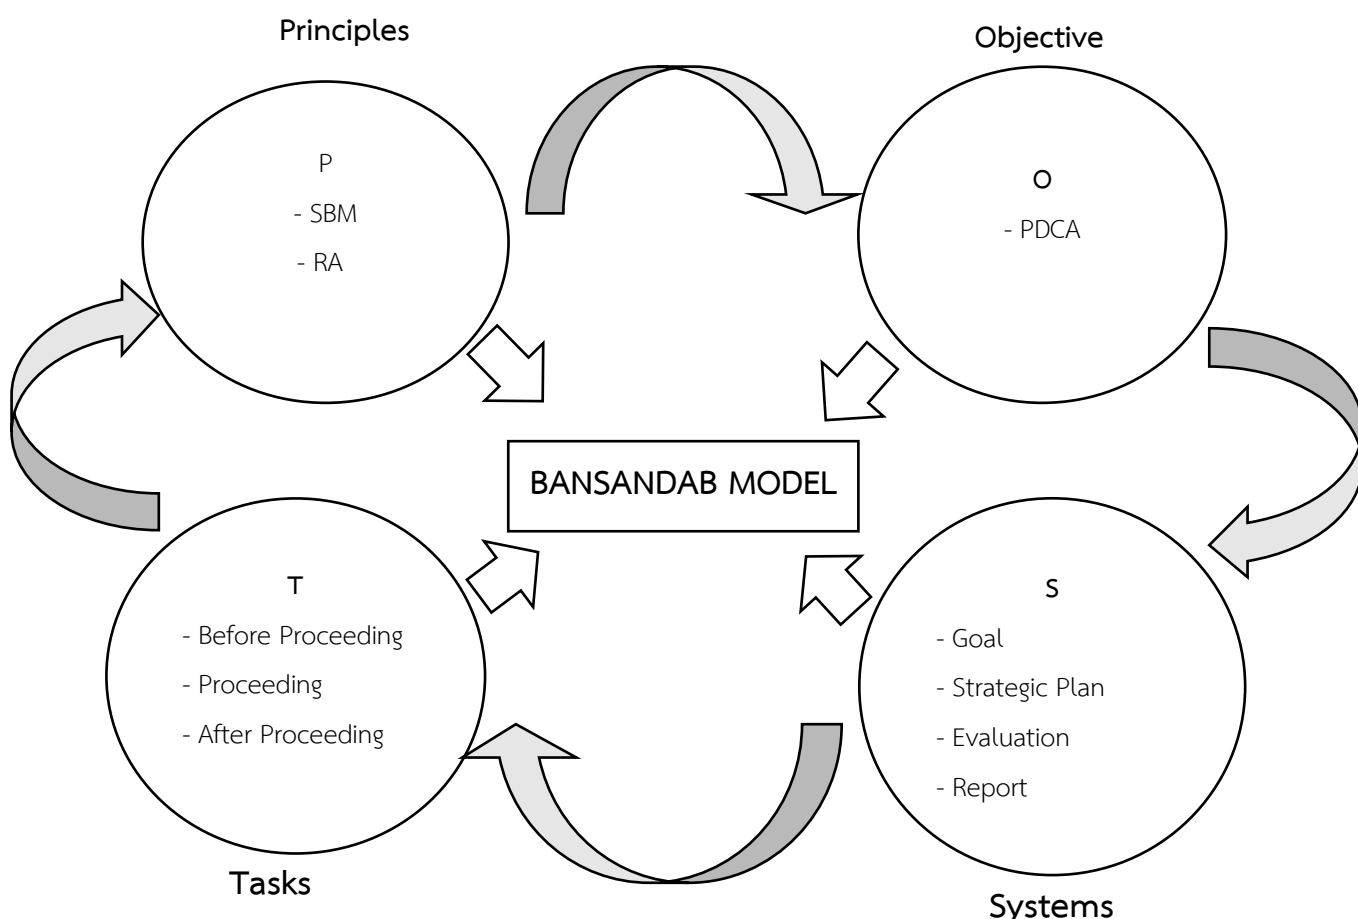 Principles
P
- SBM
- RA
Objective
O
- PDCA
BANSANDAB MODEL
T
- Before Proceeding
- Proceeding
- After Proceeding
Tasks
S
- Goal
- Strategic Plan
- Evaluation
- Report
Systems